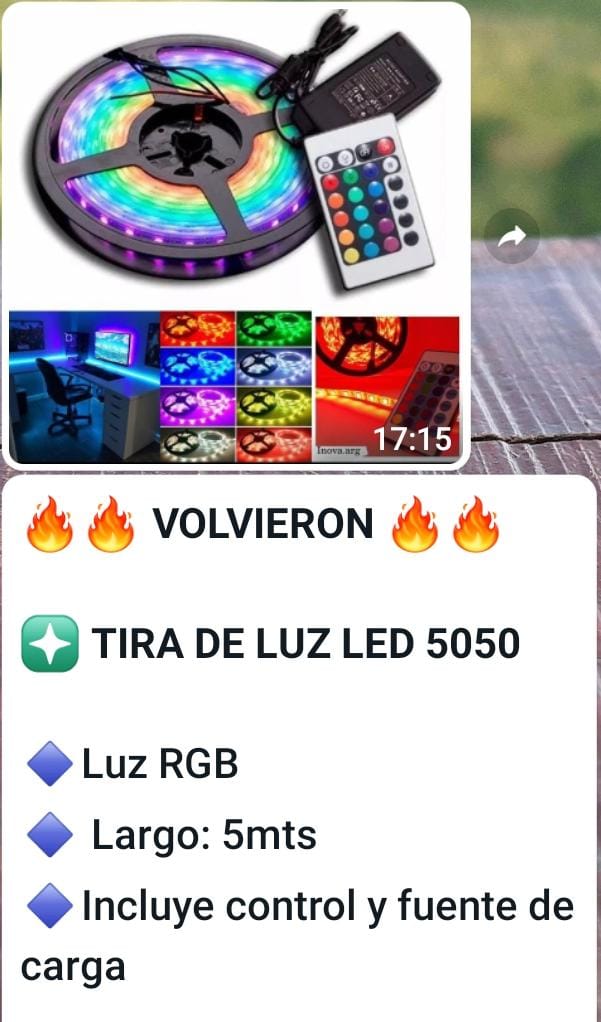 Inova.arg
17:15
🔥🔥 VOLVIERON 🔥🔥
❇️ TIRA DE LUZ LED 5050
🔷Luz RGB
🔷 Largo: 5mts
🔷Incluye control y fuente de
carga